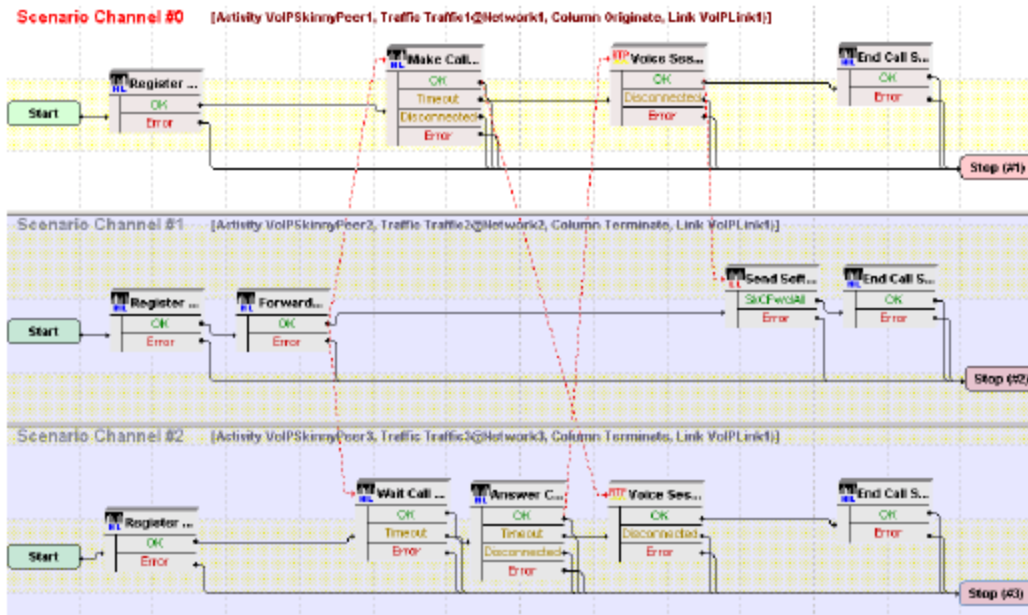 Scenario Channel #0 [Activity VoIPSkinnyPeer1, Traffic Traffic1@Network1, Column Originate, Link VoIPLink1)]
Start
Register ...
OK
Error
Make Call...
OK
Timeout
Disconnected
Error
RTP Voice Ses...
OK
Disconnected
Error
End Call S...
OK
Error
Stop (#1)
Scenario Channel #1 [Activity VoIPSkinnyPeer2, Traffic Traffic2@Network2, Column Terminate, Link VoIPLink1)]
Start
Register ...
OK
Error
Forward...
OK
Error
Send Soft...
SkCFwdAll
Error
End Call S...
OK
Error
Stop (#2)
Scenario Channel #2 [Activity VoIPSkinnyPeer3, Traffic Traffic3@Network3, Column Terminate, Link VoIPLink1)]
Start
Register ...
OK
Error
Wait Call ...
OK
Timeout
Error
Answer C...
OK
Timeout
Disconnected
Error
RTP Voice Ses...
OK
Disconnected
Error
End Call S...
OK
Error
Stop (#3)